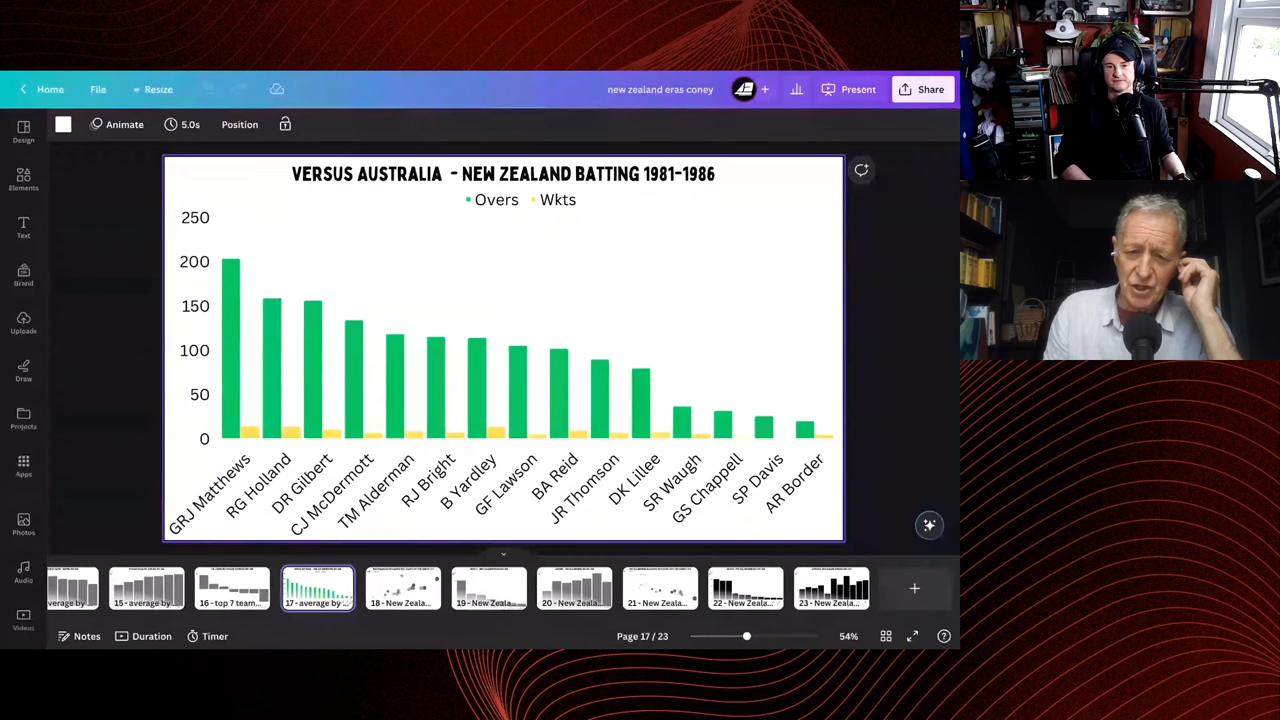 Home File Resize new zealand eras coney Present Share
Animate 5.0s Position
Design
Elements
Text
Brand
Uploads
Draw
Projects
Apps
Photos
Audio
Videos
VERSUS AUSTRALIA - NEW ZEALAND BATTING 1981-1986
Overs Wkts
250
200
150
100
50
0
GRJ Matthews
RG Holland
DR Gilbert
CJ McDermott
TM Alderman
RJ Bright
B Yardley
GF Lawson
BA Reid
JR Thomson
DK Lillee
SR Waugh
GS Chappell
SP Davis
AR Border
verage by ... 15 - average by ... 16 - top 7 team... 17 - average by ... 18 - New Zeala... 19 - New Zeala... 20 - New Zeala... 21 - New Zeala... 22 - New Zeala... 23 - New Zeala...
Notes Duration Timer Page 17 / 23 54%